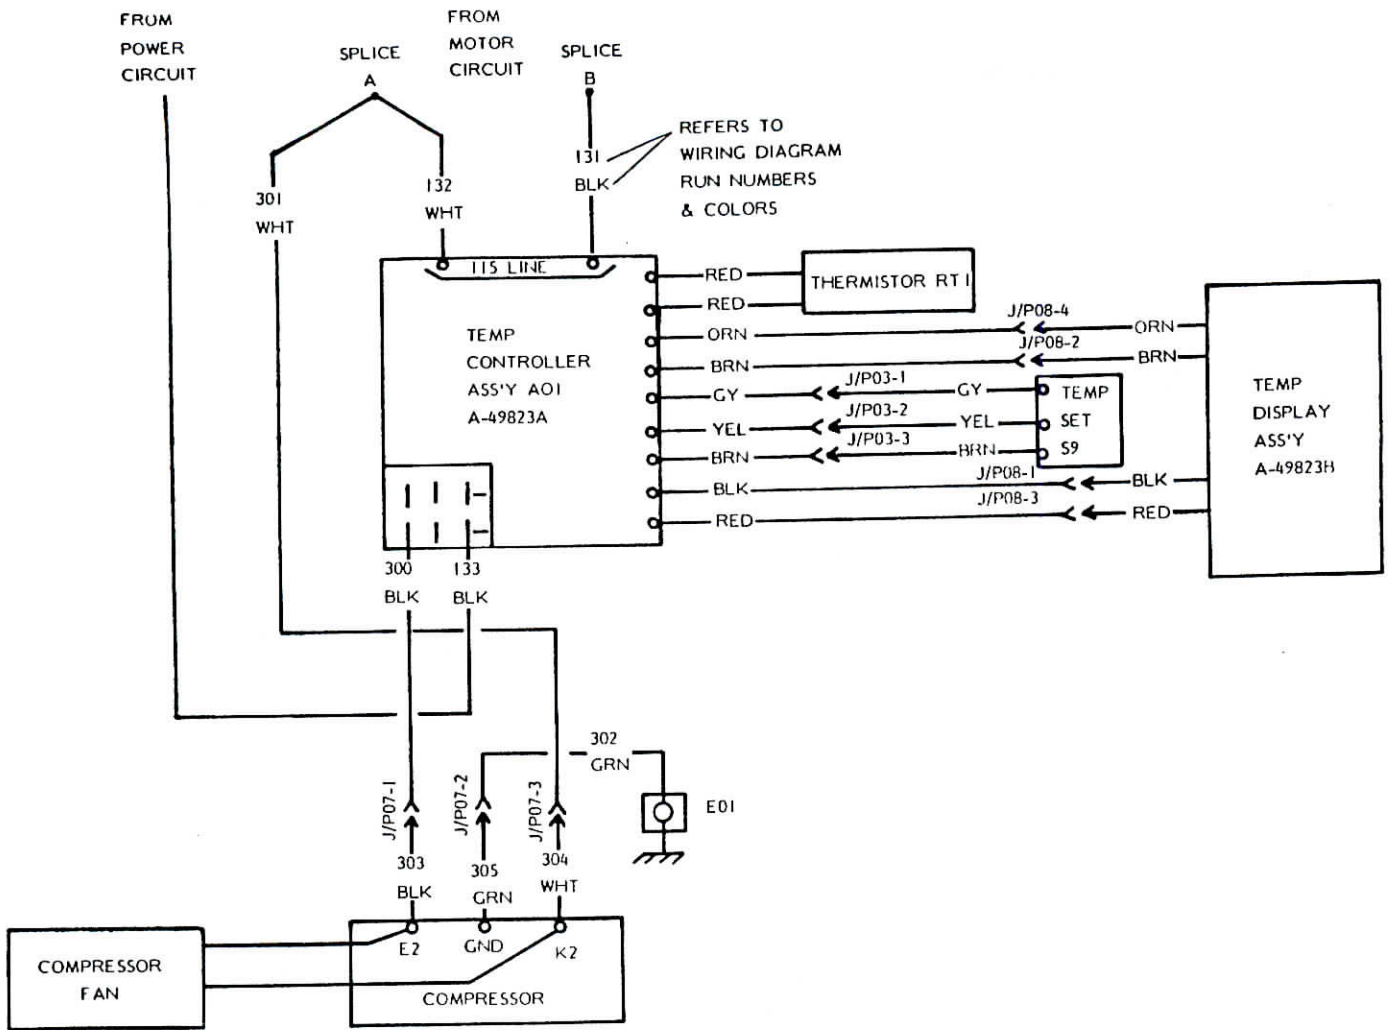 FROM
POWER
CIRCUIT
SPLICE
A
FROM
MOTOR
CIRCUIT
SPLICE
B
REFERS TO
WIRING DIAGRAM
RUN NUMBERS
& COLORS
131
BLK
301
WHT
132
WHT
115 LINE
TEMP
CONTROLLER
ASS'Y A01
A-49823A
RED
RED
THERMISTOR RT1
ORN
J/P08-4
ORN
BRN
J/P08-2
BRN
GY
J/P03-1
GY
YEL
J/P03-2
YEL
BRN
J/P03-3
BRN
TEMP
SET
S9
BLK
J/P08-1
BLK
RED
J/P08-3
RED
TEMP
DISPLAY
ASS'Y
A-49823B
300
BLK
133
BLK
302
GRN
E01
J/P07-1
J/P07-2
J/P07-3
303
BLK
305
GRN
304
WHT
E2
GND
K2
COMPRESSOR
COMPRESSOR
FAN